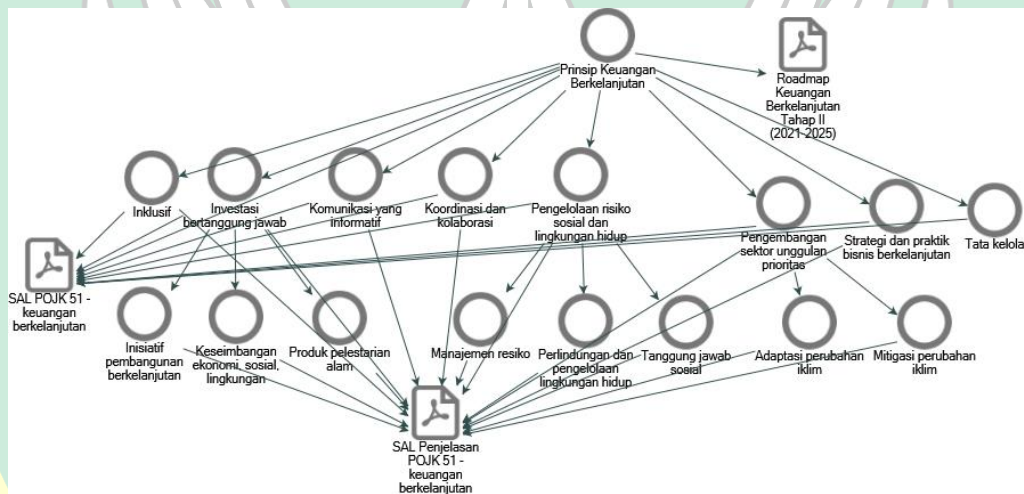 Prinsip Keuangan
Berkelanjutan
Roadmap
Keuangan
Berkelanjutan
Tahap II
(2021-2025)
Inklusif
Investasi
bertanggung jawab
Komunikasi yang
informatif
Koordinasi dan
kolaborasi
Pengelolaan risiko
sosial dan
lingkungan hidup
Pengembangan
sektor unggulan
prioritas
Strategi dan praktik
bisnis berkelanjutan
Tata kelola
SAL POJK 51 -
keuangan
berkelanjutan
Inisiatif
pembangunan
berkelanjutan
Keseimbangan
ekonomi, sosial,
lingkungan
Produk pelestarian
alam
Manajemen resiko
Perlindungan dan
pengelolaan
lingkungan hidup
Tanggung jawab
sosial
Adaptasi perubahan
iklim
Mitigasi perubahan
iklim
SAL Penjelasan
POJK 51 -
keuangan
berkelanjutan